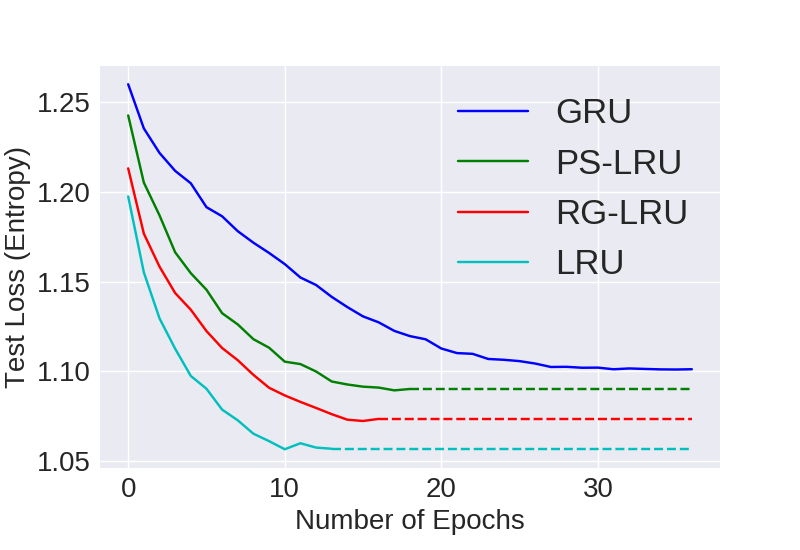 1.25
1.20
1.15
1.10
1.05
Test Loss (Entropy)
GRU
PS-LRU
RG-LRU
LRU
0
10
20
30
Number of Epochs